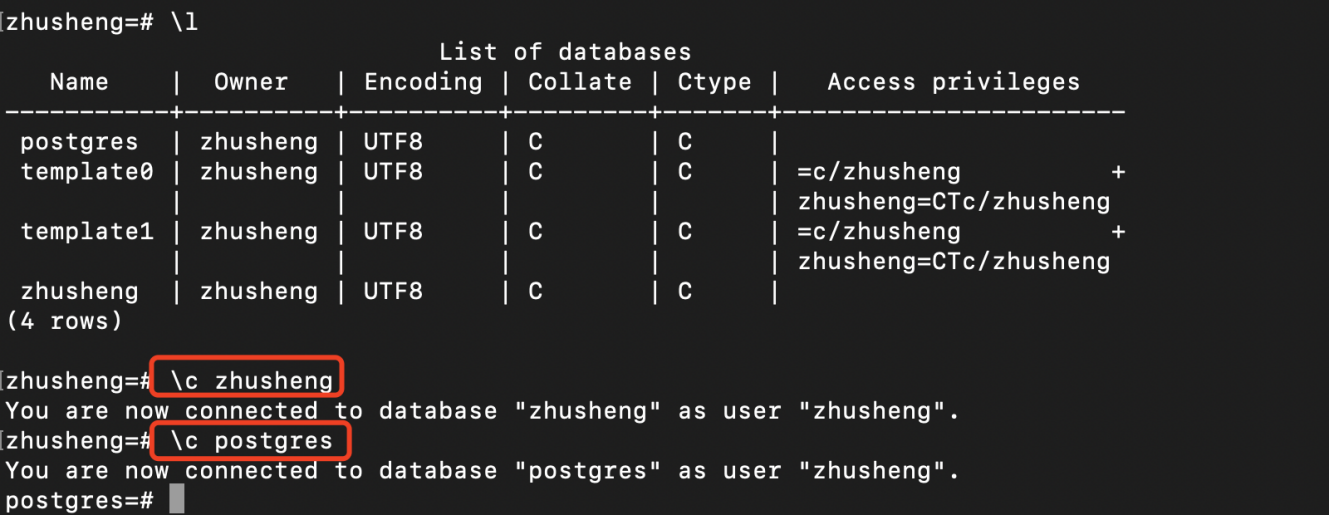 zhusheng=# \l
List of databases
Name | Owner | Encoding | Collate | Ctype | Access privileges
-----------+----------+----------+---------+-------+-----------------------
postgres | zhusheng | UTF8 | C | C |
template0 | zhusheng | UTF8 | C | C | =c/zhusheng +
| | | | | zhusheng=CTc/zhusheng
template1 | zhusheng | UTF8 | C | C | =c/zhusheng +
| | | | | zhusheng=CTc/zhusheng
zhusheng | zhusheng | UTF8 | C | C |
(4 rows)
zhusheng=# \c zhusheng
You are now connected to database "zhusheng" as user "zhusheng".
zhusheng=# \c postgres
You are now connected to database "postgres" as user "zhusheng".
postgres=#